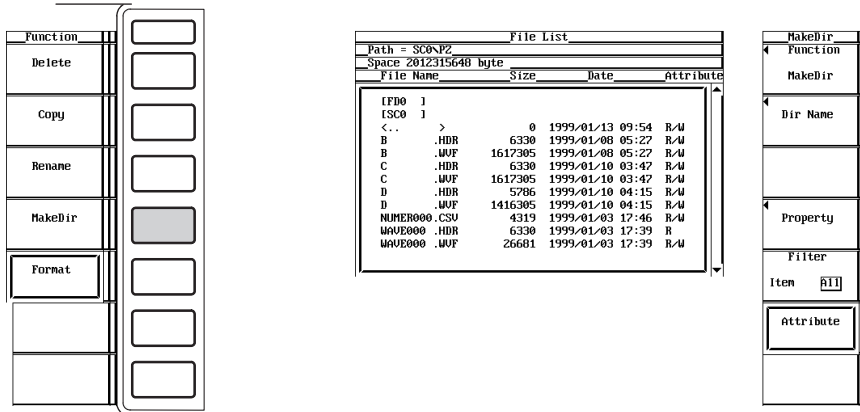 Function
Delete
Copy
Rename
MakeDir
Format
File List
Path = SC0\PZ
Space 2012315648 byte
File Name Size Date Attribute
[FD0 ]
[SC0 ]
<.. > 0 1999/01/13 09:54 R/W
B .HDR 6330 1999/01/08 05:27 R/W
B .WVF 1617305 1999/01/08 05:27 R/W
C .HDR 6330 1999/01/10 03:47 R/W
C .WVF 1617305 1999/01/10 03:47 R/W
D .HDR 5786 1999/01/10 04:15 R/W
D .WVF 1416305 1999/01/10 04:15 R/W
NUMER000.CSV 4319 1999/01/03 17:46 R/W
WAVE000 .HDR 6330 1999/01/03 17:39 R
WAVE000 .WVF 26681 1999/01/03 17:39 R/W
MakeDir
Function
MakeDir
Dir Name
Property
Filter
Item All
Attribute